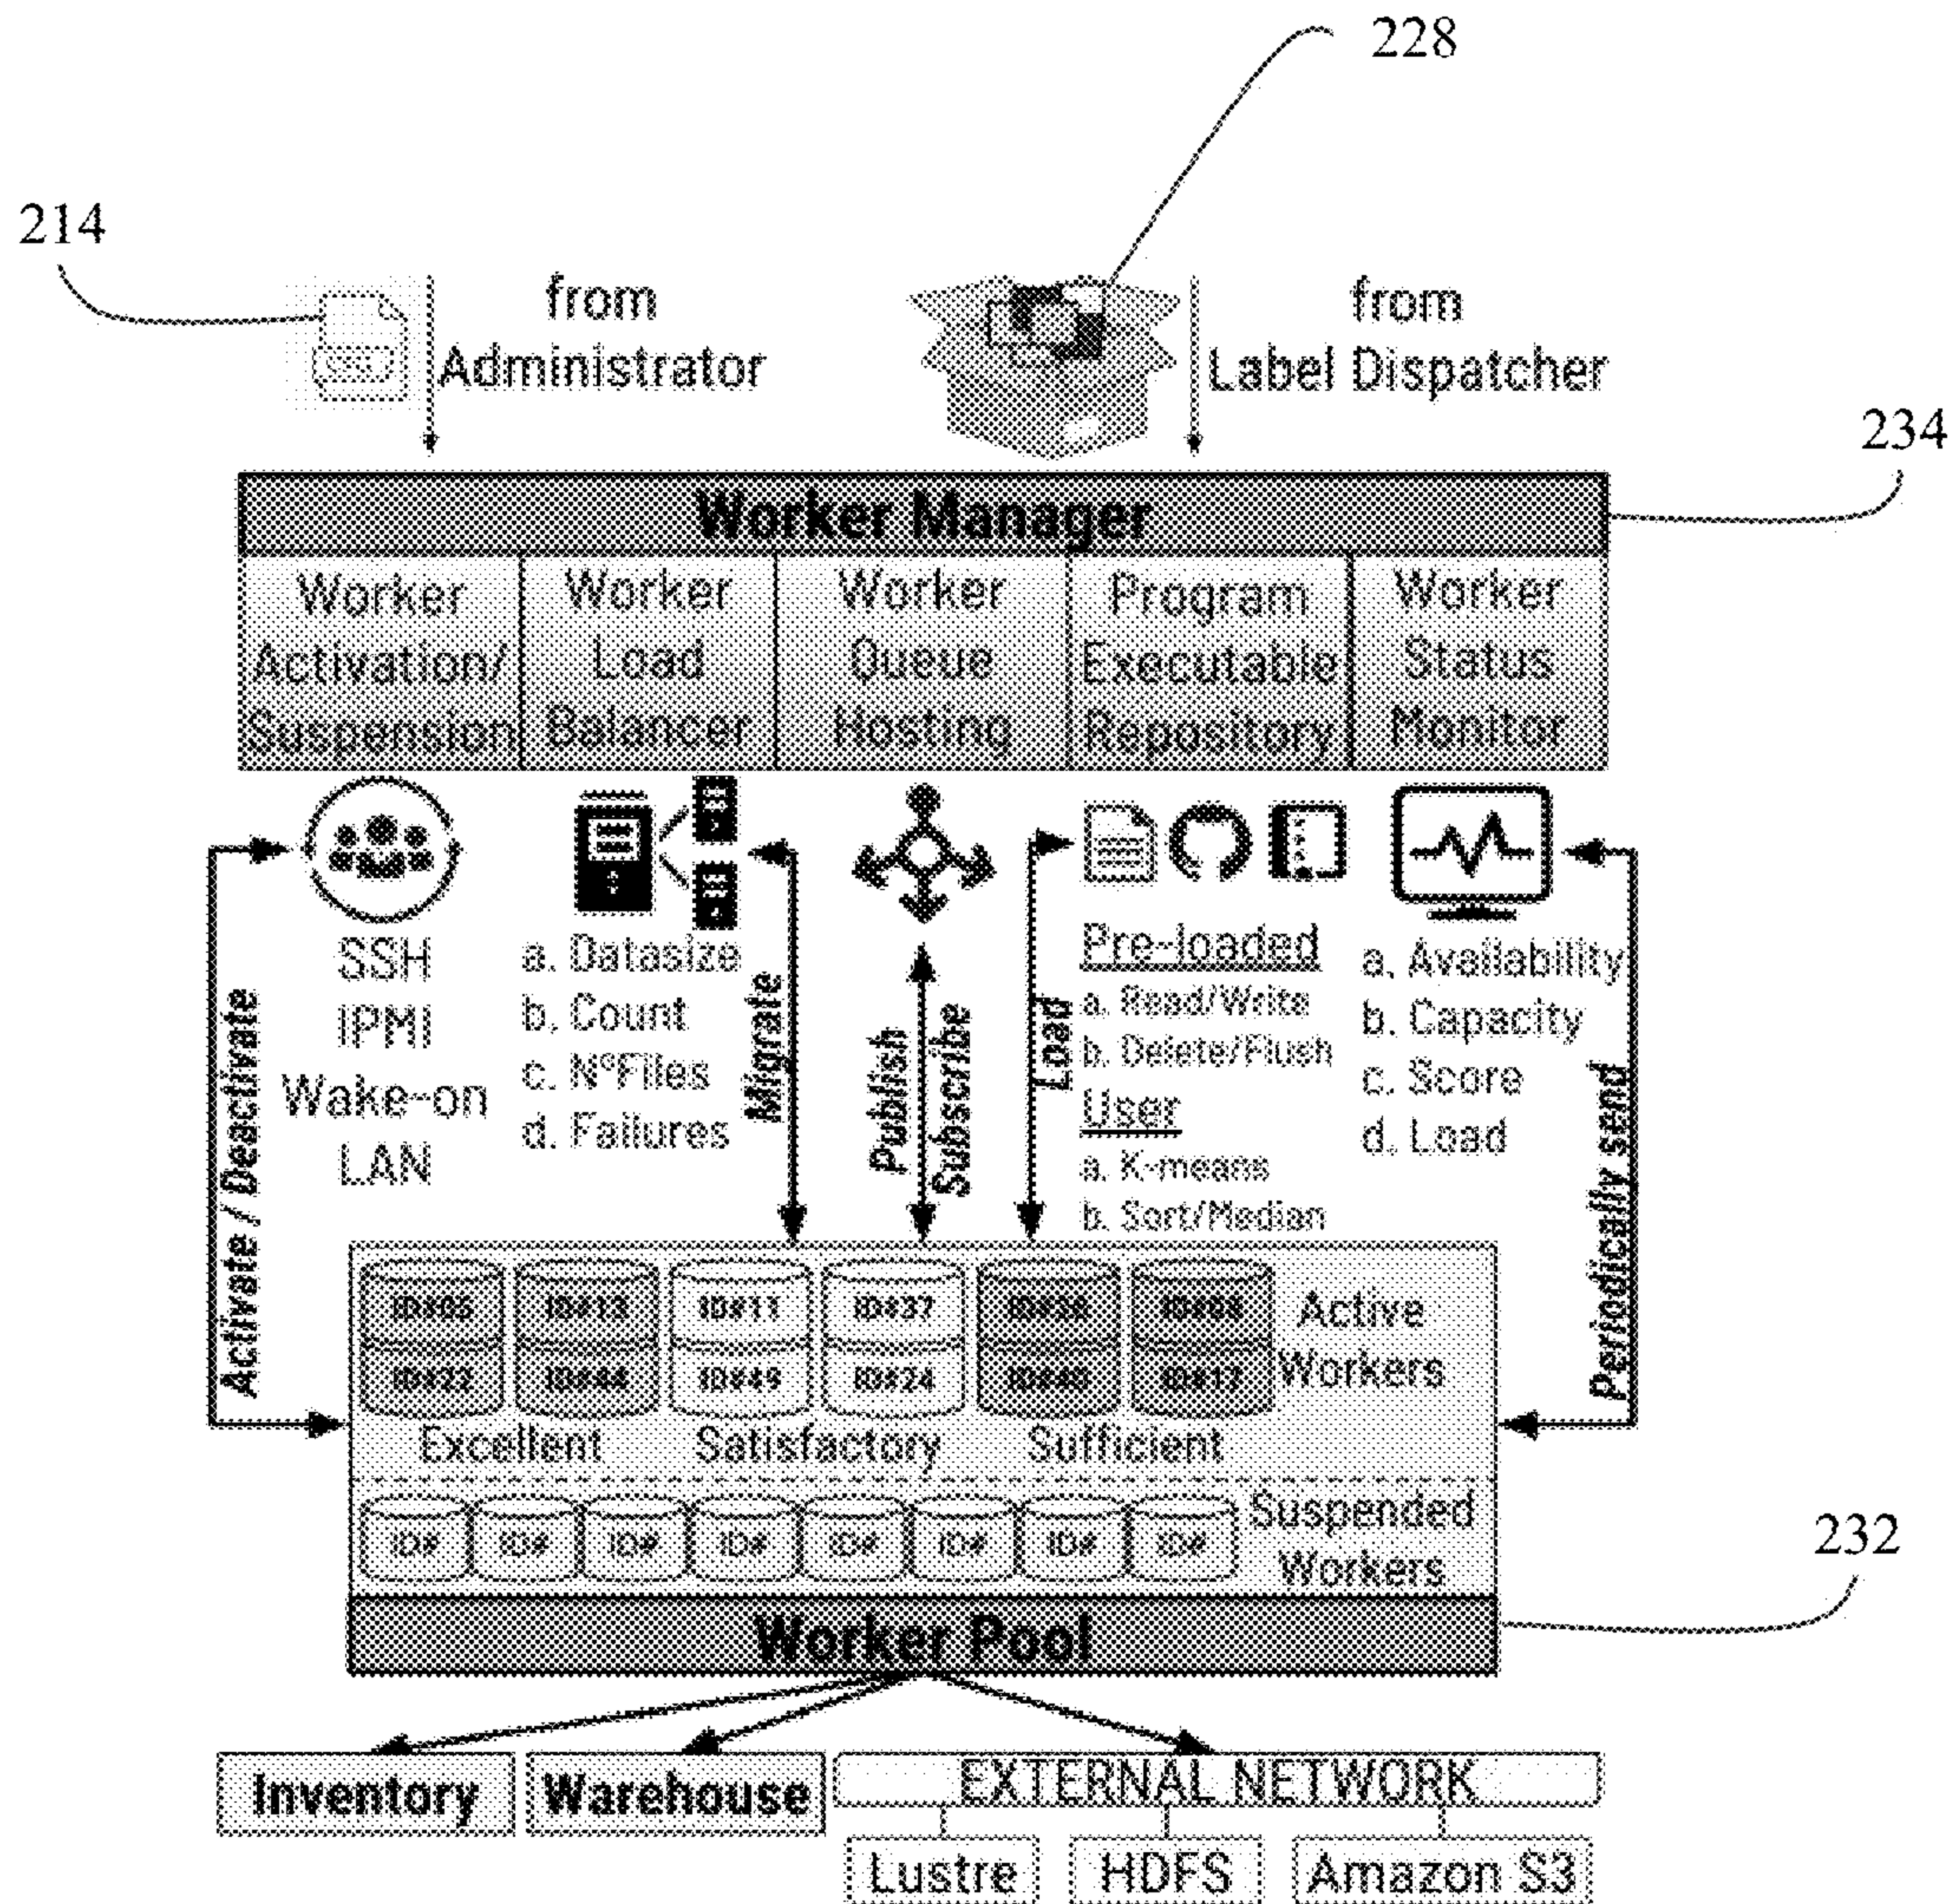 228
214
from
Administrator
from
Label Dispatcher
234
Worker Manager
Worker
Activation/
Suspension
Worker
Load
Balancer
Worker
Queue
Hosting
Program
Executable
Repository
Worker
Status
Monitor
Activate / Deactivate
SSH
IPMI
Wake-on
LAN
a. Datasize
b. Count
c. N°Files
d. Failures
Migrate
Publish
Subscribe
Load
Pre-loaded
a. Read/Write
b. Delete/Flush
User
a. K-means
b. Sort/Median
a. Availability
b. Capacity
c. Score
d. Load
Periodically send
ID#05 ID#13 ID#11 ID#37
Active
Workers
ID#22 ID#44 ID#49 ID#24 ID#40 ID#17
Excellent Satisfactory Sufficient
ID# ID# ID# ID# ID# ID# ID# ID#
Suspended
Workers
232
Worker Pool
Inventory
Warehouse
EXTERNAL NETWORK
Lustre
HDFS
Amazon S3